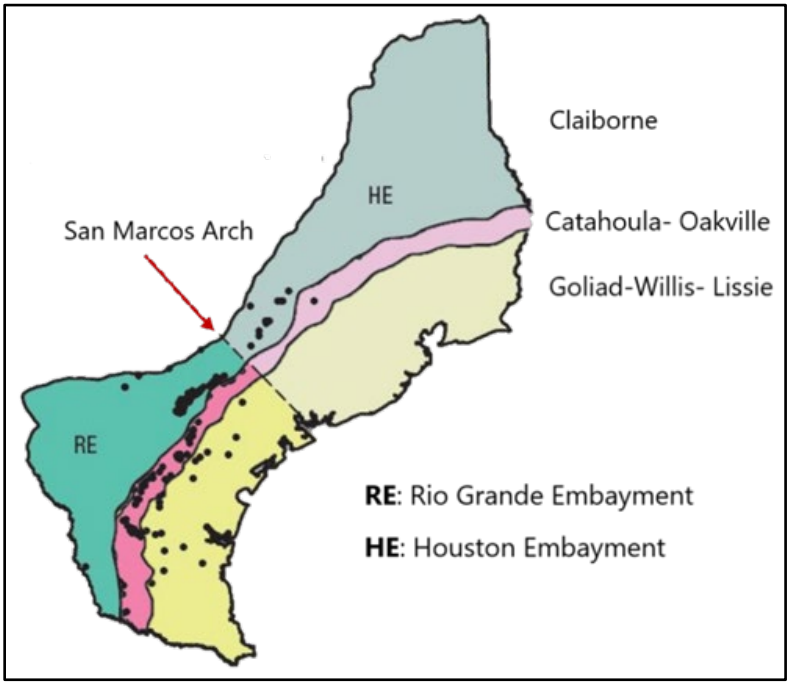 Claiborne
HE
Catahoula- Oakville
San Marcos Arch
Goliad-Willis- Lissie
RE
RE: Rio Grande Embayment
HE: Houston Embayment